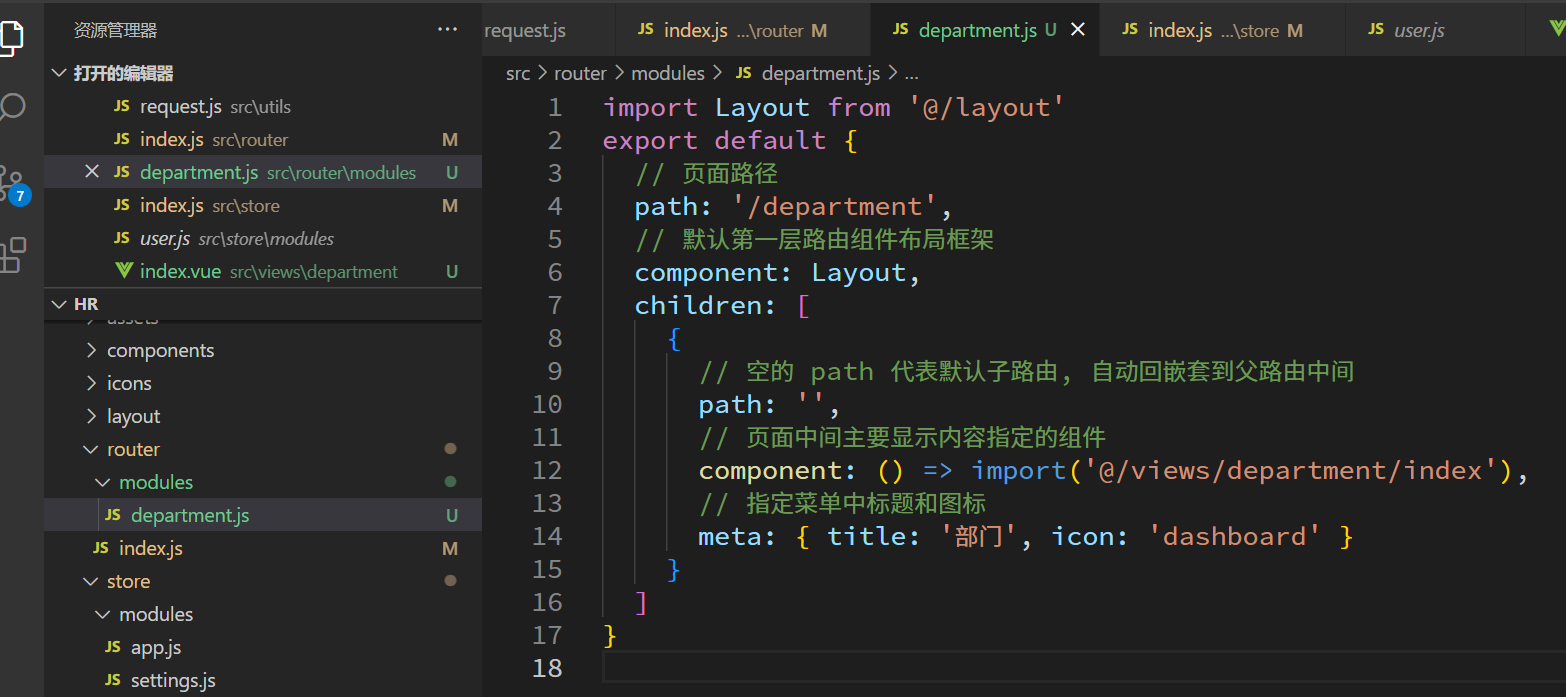 资源管理器 ···
打开的编辑器
JS request.js src\utils
JS index.js src\router M
JS department.js src\router\modules U
JS index.js src\store M
JS user.js src\store\modules
index.vue src\views\department U
7
HR
assets
components
icons
layout
router
modules
JS department.js U
JS index.js M
store
modules
JS app.js
JS settings.js
request.js JS index.js ...\router M JS department.js U JS index.js ...\store M JS user.js
src > router > modules > JS department.js > ...
1 import Layout from '@/layout'
2 export default {
3 // 页面路径
4 path: '/department',
5 // 默认第一层路由组件布局框架
6 component: Layout,
7 children: [
8 {
9 // 空的 path 代表默认子路由, 自动回嵌套到父路由中间
10 path: '',
11 // 页面中间主要显示内容指定的组件
12 component: () => import('@/views/department/index'),
13 // 指定菜单中标题和图标
14 meta: { title: '部门', icon: 'dashboard' }
15 }
16 ]
17 }
18